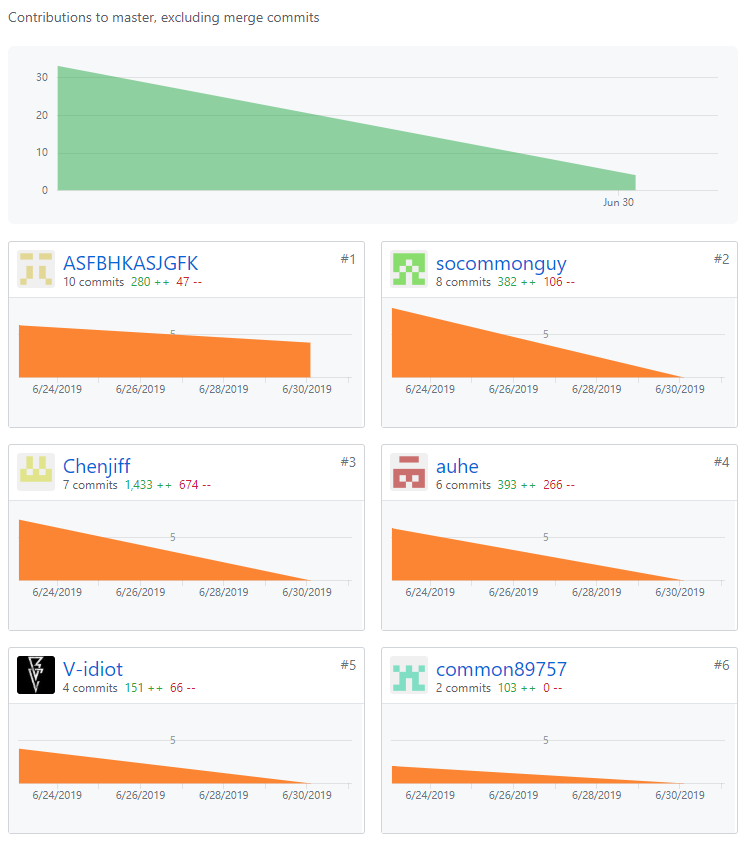 Contributions to master, excluding merge commits
30
20
10
0
Jun 30
ASFBHKASJGFK #1
10 commits 280 ++ 47 --
5
6/24/2019 6/26/2019 6/28/2019 6/30/2019
socommonguy #2
8 commits 382 ++ 106 --
5
6/24/2019 6/26/2019 6/28/2019 6/30/2019
Chenjiff #3
7 commits 1,433 ++ 674 --
5
6/24/2019 6/26/2019 6/28/2019 6/30/2019
auhe #4
6 commits 393 ++ 266 --
5
6/24/2019 6/26/2019 6/28/2019 6/30/2019
V-idiot #5
4 commits 151 ++ 66 --
5
6/24/2019 6/26/2019 6/28/2019 6/30/2019
common89757 #6
2 commits 103 ++ 0 --
5
6/24/2019 6/26/2019 6/28/2019 6/30/2019